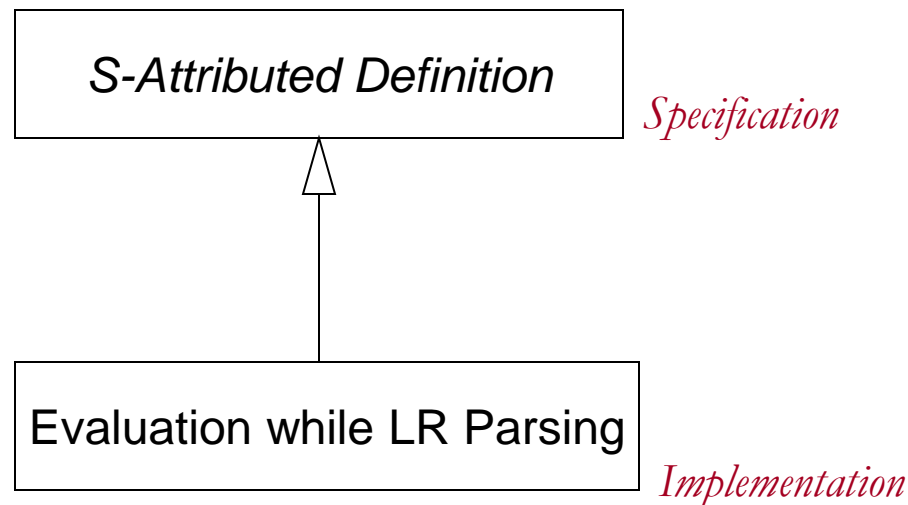 S-Attributed Definition
Specification
Evaluation while LR Parsing
Implementation